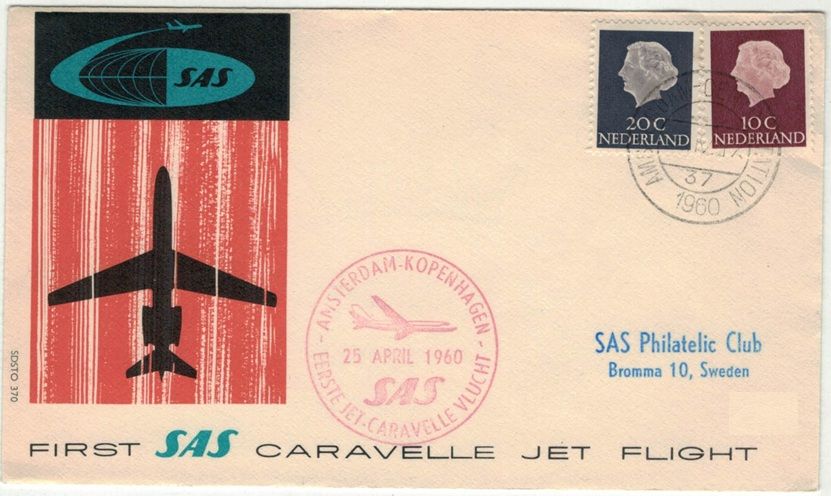 SAS
20 C
NEDERLAND
10 C
NEDERLAND
37
1960
AMSTERDAM-KOPENHAGEN
25 APRIL 1960
SAS
EERSTE JET-CARAVELLE VLUCHT
SAS Philatelic Club
Bromma 10, Sweden
SDSTO 370
FIRST SAS CARAVELLE JET FLIGHT